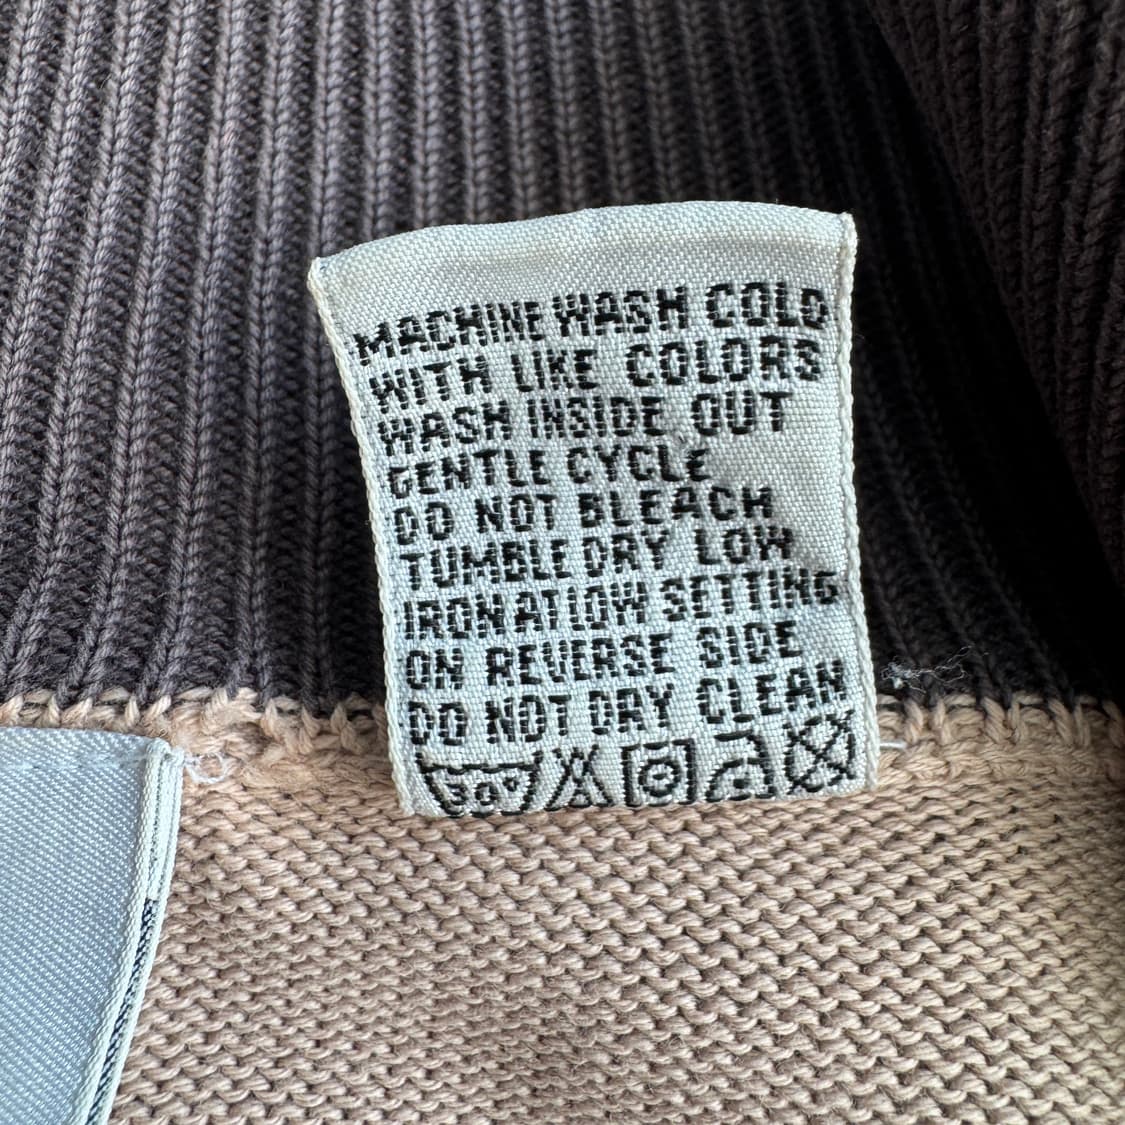 MACHINE WASH COLD
WITH LIKE COLORS
WASH INSIDE OUT
GENTLE CYCLE
DO NOT BLEACH
TUMBLE DRY LOW
IRON AT LOW SETTING
ON REVERSE SIDE
DO NOT DRY CLEAN
30°